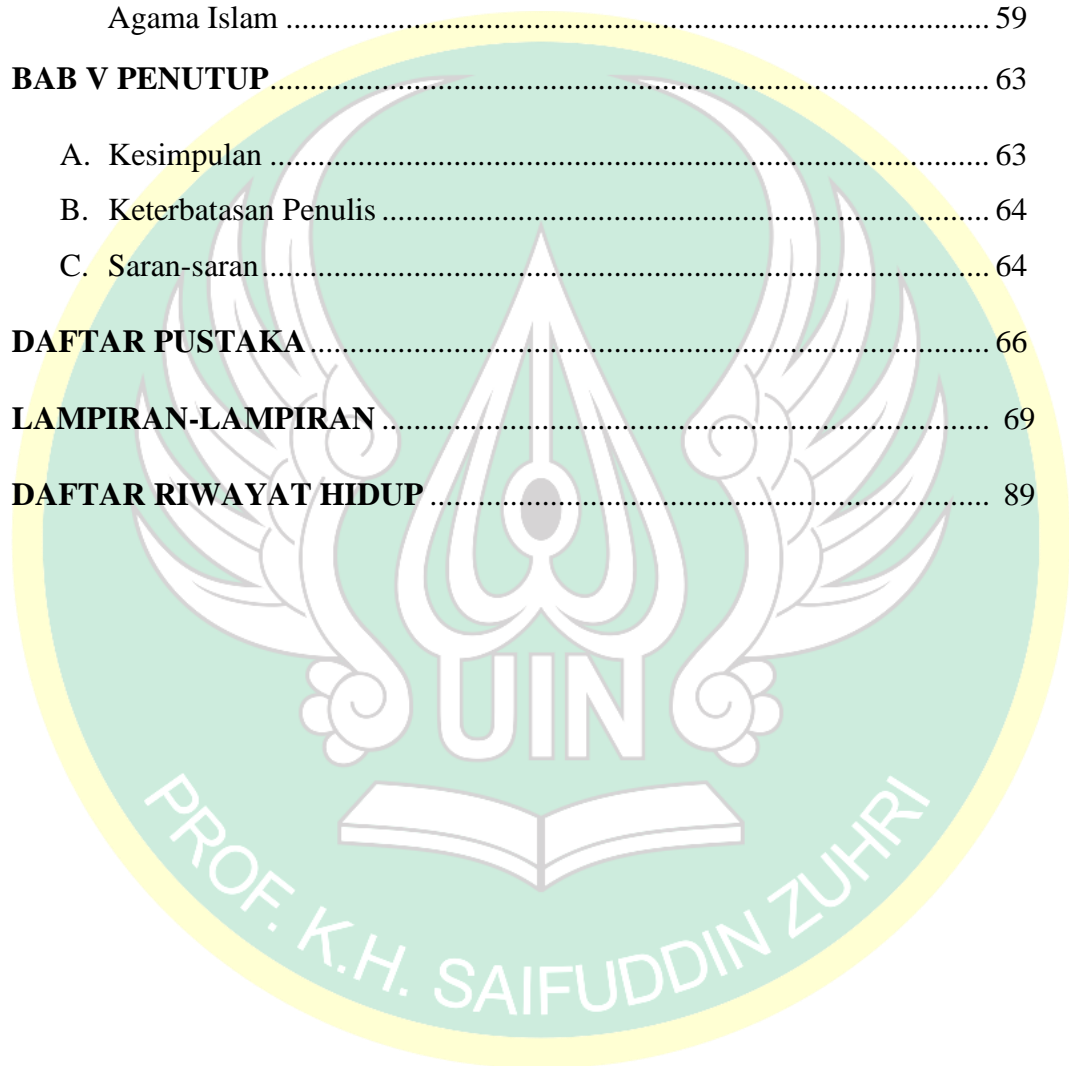 Agama Islam ........................................................................................... 59
BAB V PENUTUP........................................................................................... 63
A. Kesimpulan ........................................................................................... 63
B. Keterbatasan Penulis ........................................................................................... 64
C. Saran-saran ........................................................................................... 64
DAFTAR PUSTAKA ........................................................................................... 66
LAMPIRAN-LAMPIRAN ........................................................................................... 69
DAFTAR RIWAYAT HIDUP ........................................................................................... 89
UIN
PROF. K.H. SAIFUDDIN ZUHRI